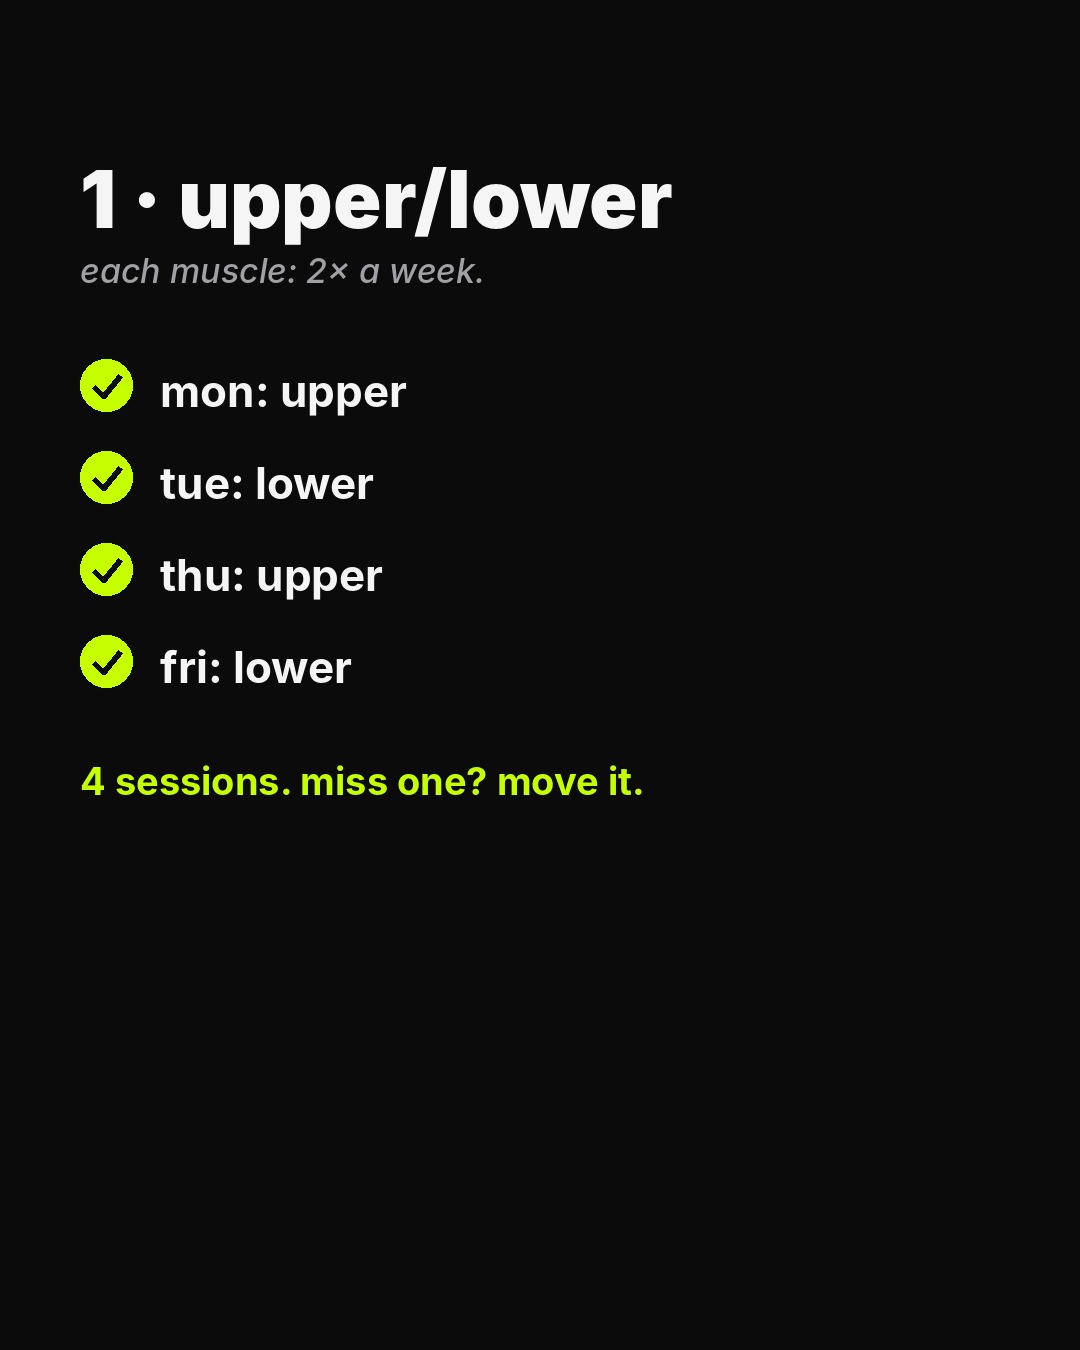 1 · upper/lower
each muscle: 2× a week.
mon: upper
tue: lower
thu: upper
fri: lower
4 sessions. miss one? move it.